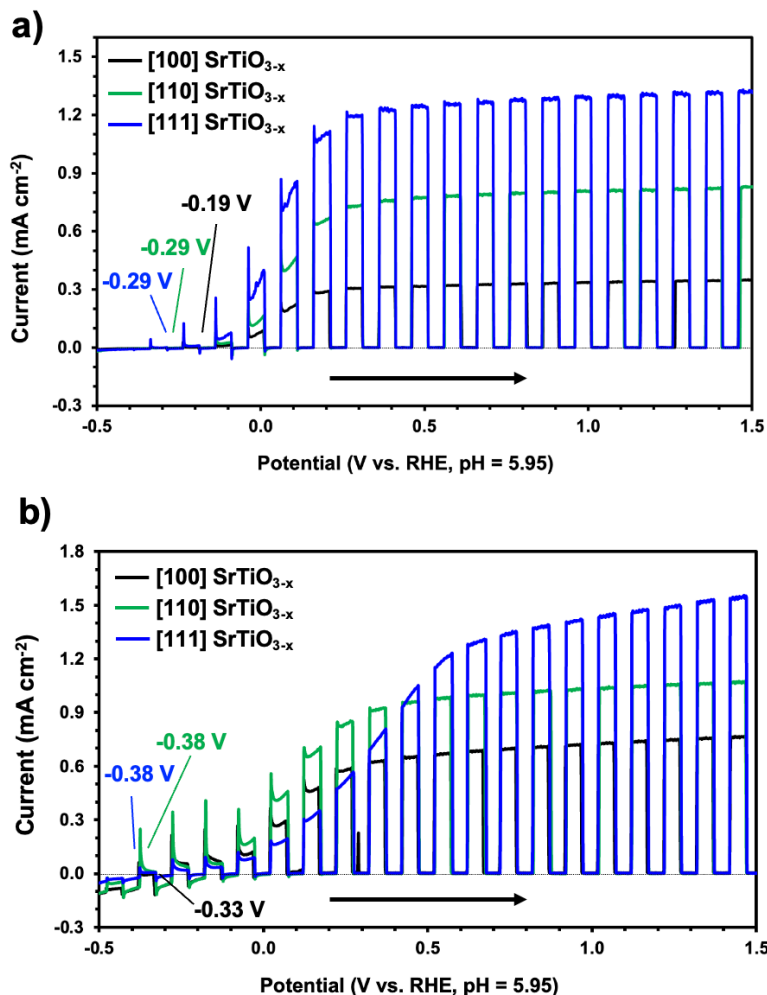 a)
1.5
1.2
0.9
0.6
0.3
0.0
-0.3
Current (mA cm-2)
[100] SrTiO3-x
[110] SrTiO3-x
[111] SrTiO3-x
-0.19 V
-0.29 V
-0.29 V
-0.5 0.0 0.5 1.0 1.5
Potential (V vs. RHE, pH = 5.95)
b)
1.8
1.5
1.2
0.9
0.6
0.3
0.0
-0.3
Current (mA cm-2)
[100] SrTiO3-x
[110] SrTiO3-x
[111] SrTiO3-x
-0.38 V
-0.38 V
-0.33 V
-0.5 0.0 0.5 1.0 1.5
Potential (V vs. RHE, pH = 5.95)